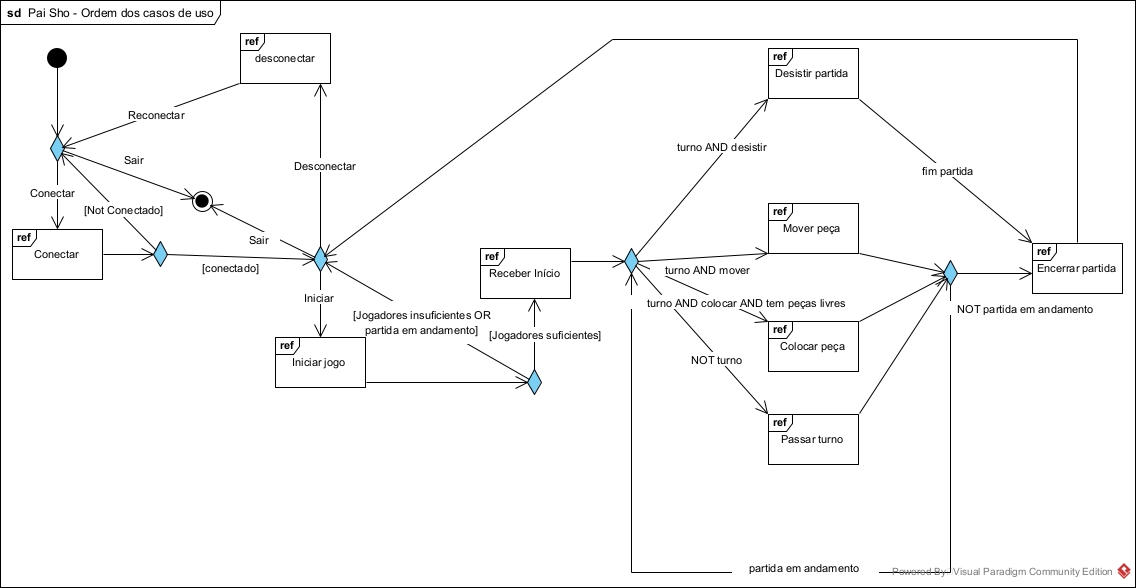 sd Pai Sho - Ordem dos casos de uso
ref
desconectar
ref
Desistir partida
Reconectar
Sair
Desconectar
turno AND desistir
fim partida
Conectar
[Not Conectado]
ref
Mover peça
ref
Conectar
Sair
[conectado]
ref
Receber Início
turno AND mover
ref
Encerrar partida
Iniciar
turno AND colocar AND tem peças livres
NOT partida em andamento
[Jogadores insuficientes OR
partida em andamento]
[Jogadores suficientes]
ref
Colocar peça
ref
Iniciar jogo
NOT turno
ref
Passar turno
partida em andamento
Powered By: Visual Paradigm Community Edition